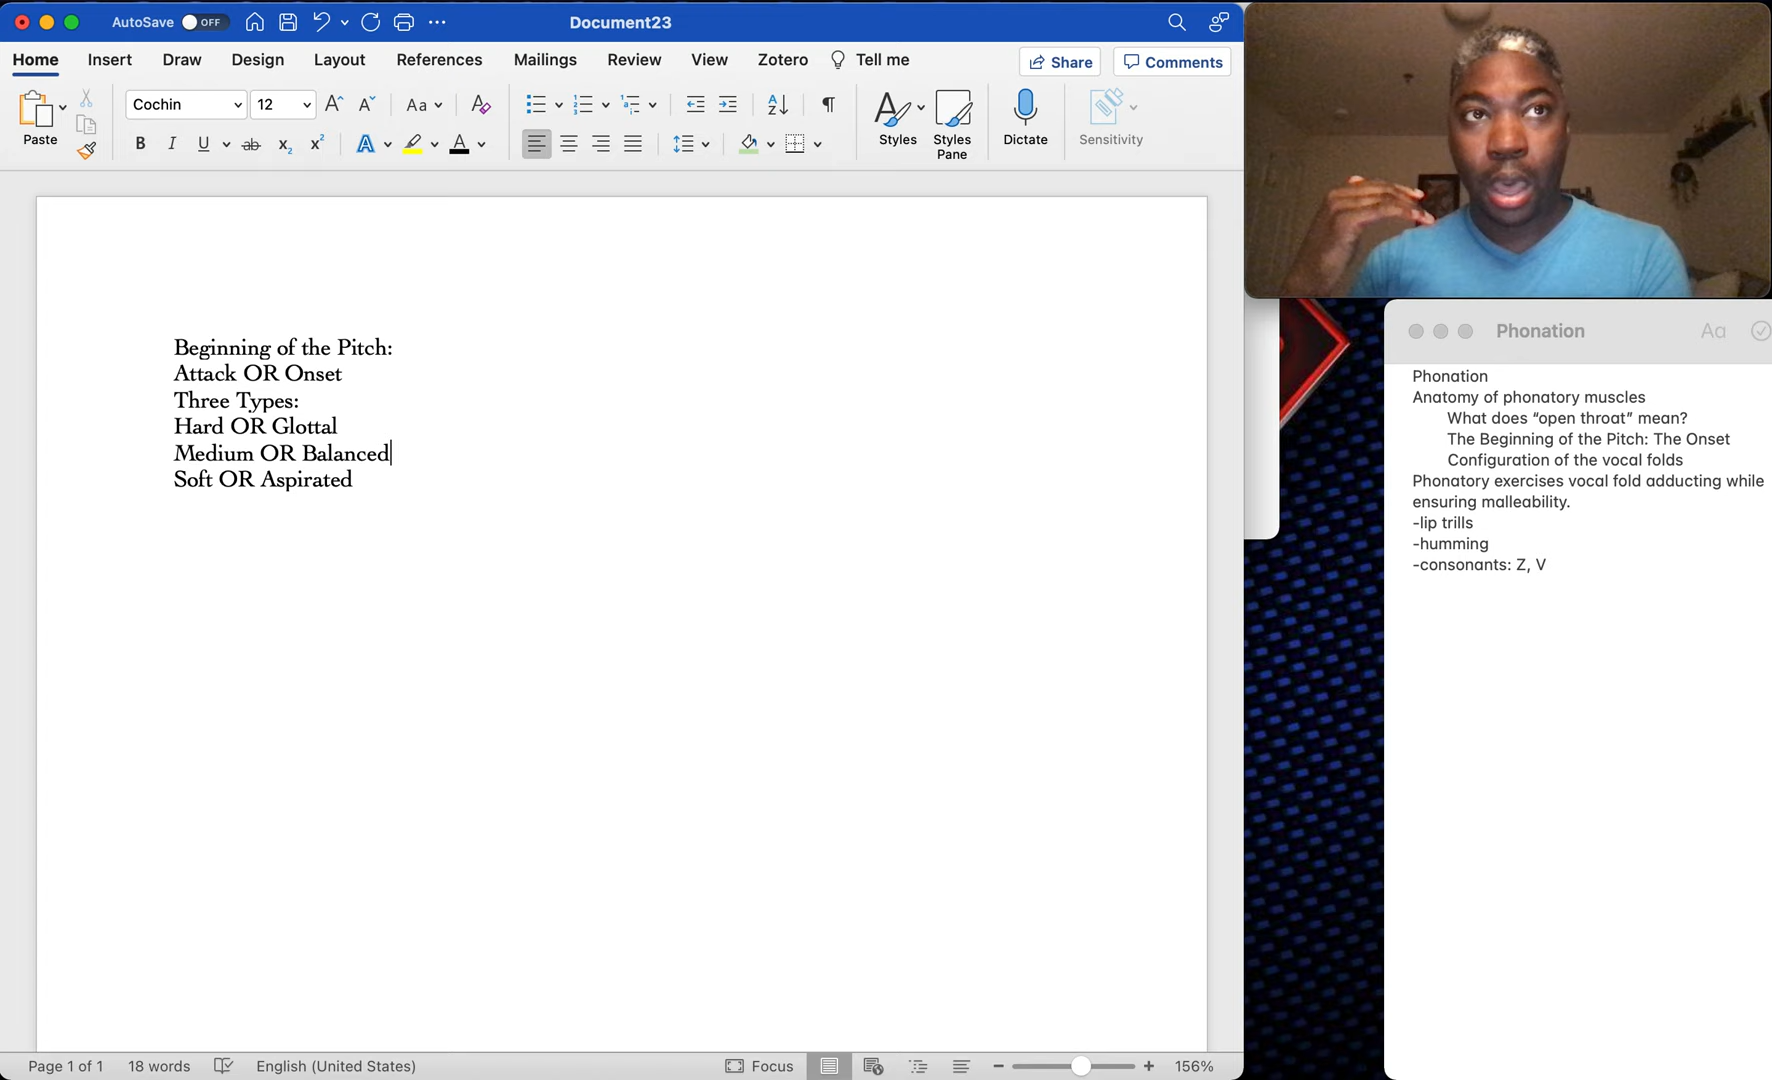 AutoSave OFF
Document23
Home Insert Draw Design Layout References Mailings Review View Zotero Tell me
Share Comments
Paste
Cochin 12
Aa
Styles
Styles Pane
Dictate
Sensitivity
Beginning of the Pitch:
Attack OR Onset
Three Types:
Hard OR Glottal
Medium OR Balanced
Soft OR Aspirated
Page 1 of 1 18 words English (United States) Focus 156%
Phonation Aa
Phonation
Anatomy of phonatory muscles
What does “open throat” mean?
The Beginning of the Pitch: The Onset
Configuration of the vocal folds
Phonatory exercises vocal fold adducting while
ensuring malleability.
-lip trills
-humming
-consonants: Z, V